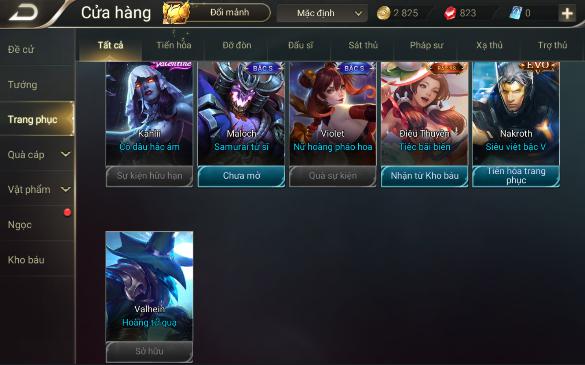 Cửa hàng
Đổi mảnh
Mặc định
2 825
823
0
Đề cử
Tướng
Trang phục
Quà cáp
Vật phẩm
Ngọc
Kho báu
Tất cả
Tiến hóa
Đỡ đòn
Đấu sĩ
Sát thủ
Pháp sư
Xạ thủ
Trợ thủ
Valentine
BẬC S
BẬC S
BẬC SS
EVO
Kahlii
Cô dâu hắc ám
Sự kiện hữu hạn
Maloch
Samurai tử sĩ
Chưa mở
Violet
Nữ hoàng pháo hoa
Quà sự kiện
Điêu Thuyền
Tiệc bãi biển
Nhận từ Kho báu
Nakroth
Siêu việt bậc V
Tiến hóa trang
phục
Valhein
Hoàng tử quạ
Sở hữu